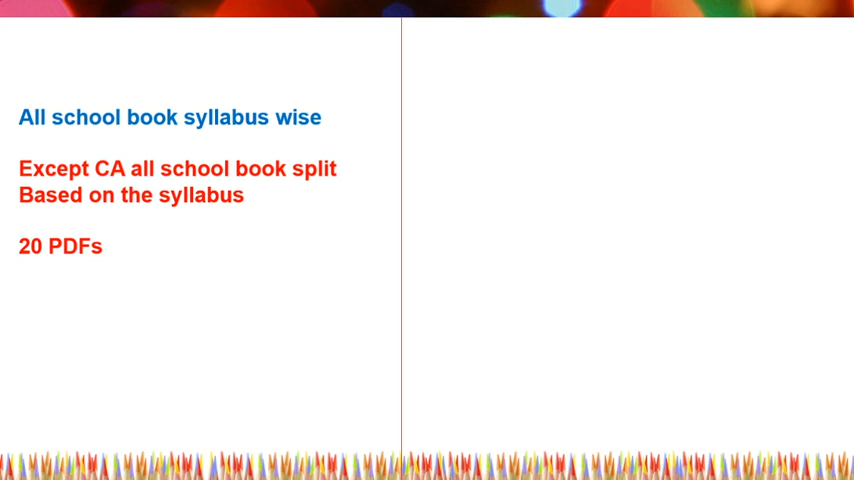 All school book syllabus wise
Except CA all school book split
Based on the syllabus
20 PDFs